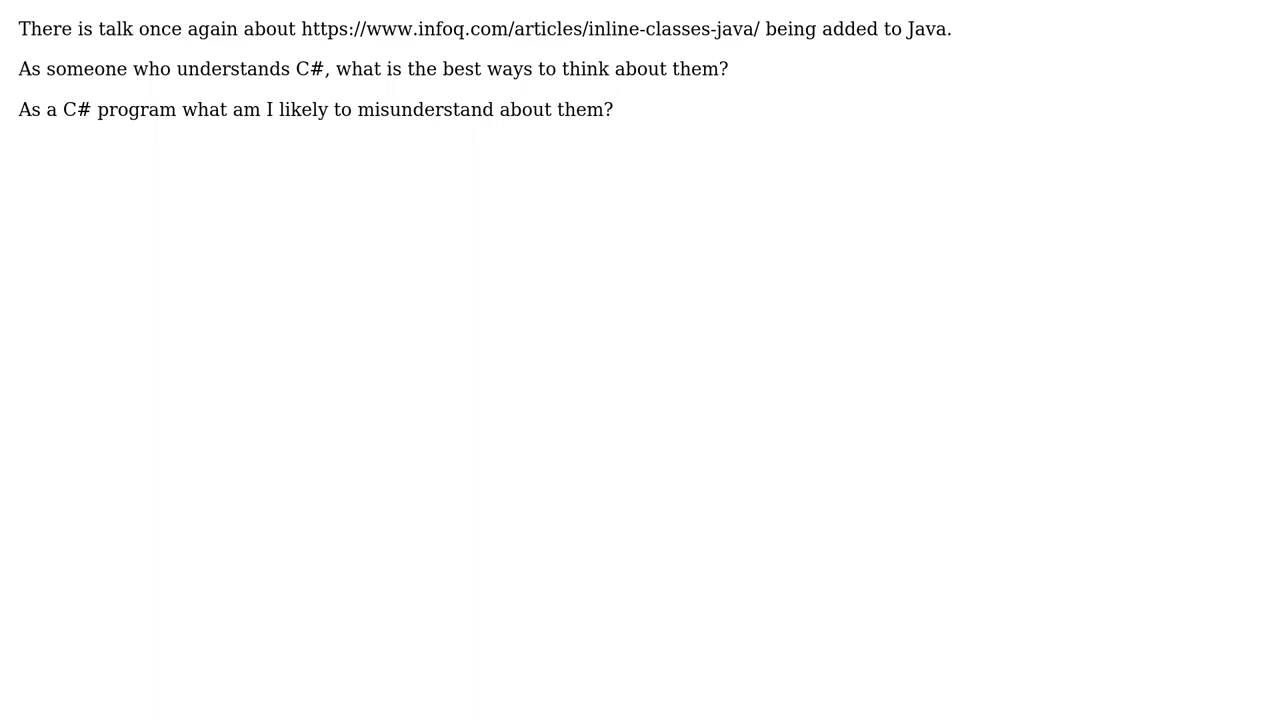 There is talk once again about https://www.infoq.com/articles/inline-classes-java/ being added to Java.
As someone who understands C#, what is the best ways to think about them?
As a C# program what am I likely to misunderstand about them?